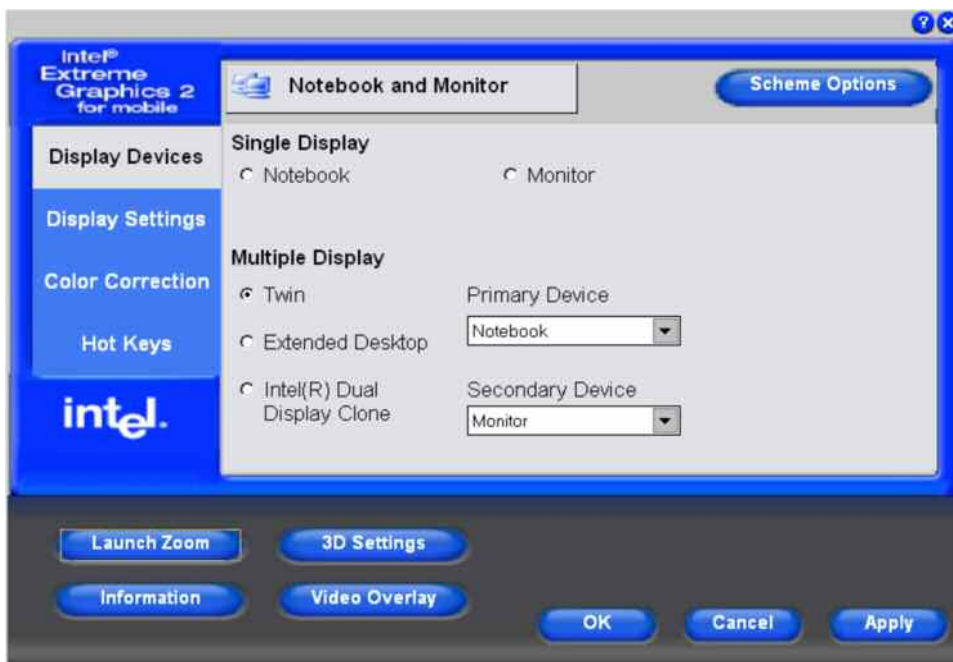 Intel®
Extreme
Graphics 2
for mobile
Notebook and Monitor
Scheme Options
Display Devices
Display Settings
Color Correction
Hot Keys
intel.
Single Display
Notebook
Monitor
Multiple Display
Twin
Extended Desktop
Intel(R) Dual
Display Clone
Primary Device
Notebook
Secondary Device
Monitor
Launch Zoom
3D Settings
Information
Video Overlay
OK
Cancel
Apply